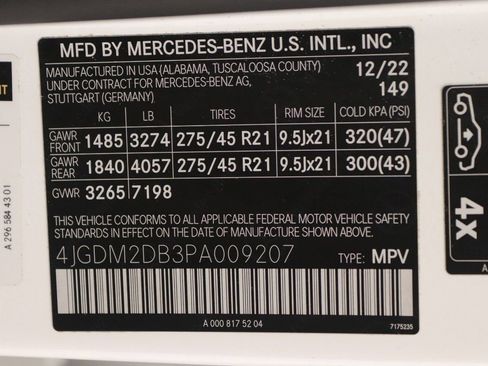 MFD BY MERCEDES-BENZ U.S. INTL., INC
MANUFACTURED IN USA (ALABAMA, TUSCALOOSA COUNTY) 12/22
UNDER CONTRACT FOR MERCEDES-BENZ AG, 149
STUTTGART (GERMANY)
KG LB TIRES RIM SIZE COLD KPA (PSI)
GAWR FRONT 1485 3274 275/45 R21 9.5Jx21 320(47)
GAWR REAR 1840 4057 275/45 R21 9.5Jx21 300(43)
GVWR 3265 7198
THIS VEHICLE CONFORMS TO ALL APPLICABLE FEDERAL MOTOR VEHICLE SAFETY
STANDARDS IN EFFECT ON THE DATE OF MANUFACTURE SHOWN ABOVE
4JGDM2DB3PA009207 TYPE: MPV
A 000 817 52 04 7175235
A 296 584 43 01
4x